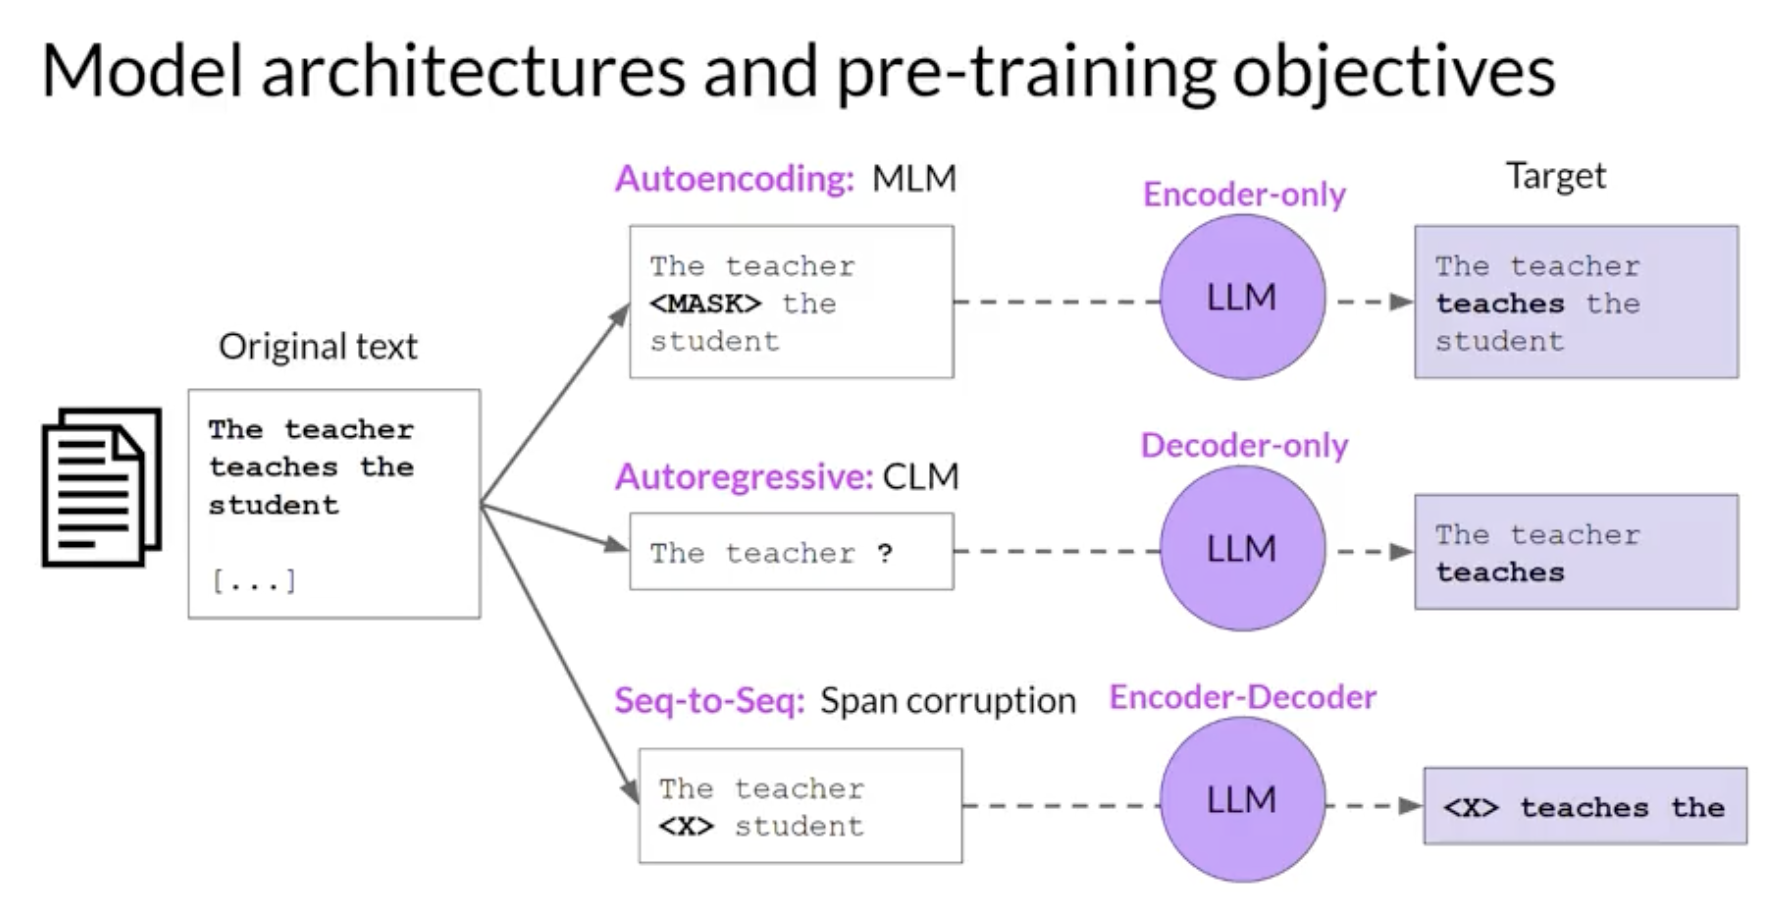 Model architectures and pre-training objectives
Original text
The teacher
teaches the
student
[...]
Autoencoding: MLM
The teacher
<MASK> the
student
Encoder-only
LLM
Target
The teacher
teaches the
student
Autoregressive: CLM
The teacher ?
Decoder-only
LLM
The teacher
teaches
Seq-to-Seq: Span corruption
The teacher
<X> student
Encoder-Decoder
LLM
<X> teaches the